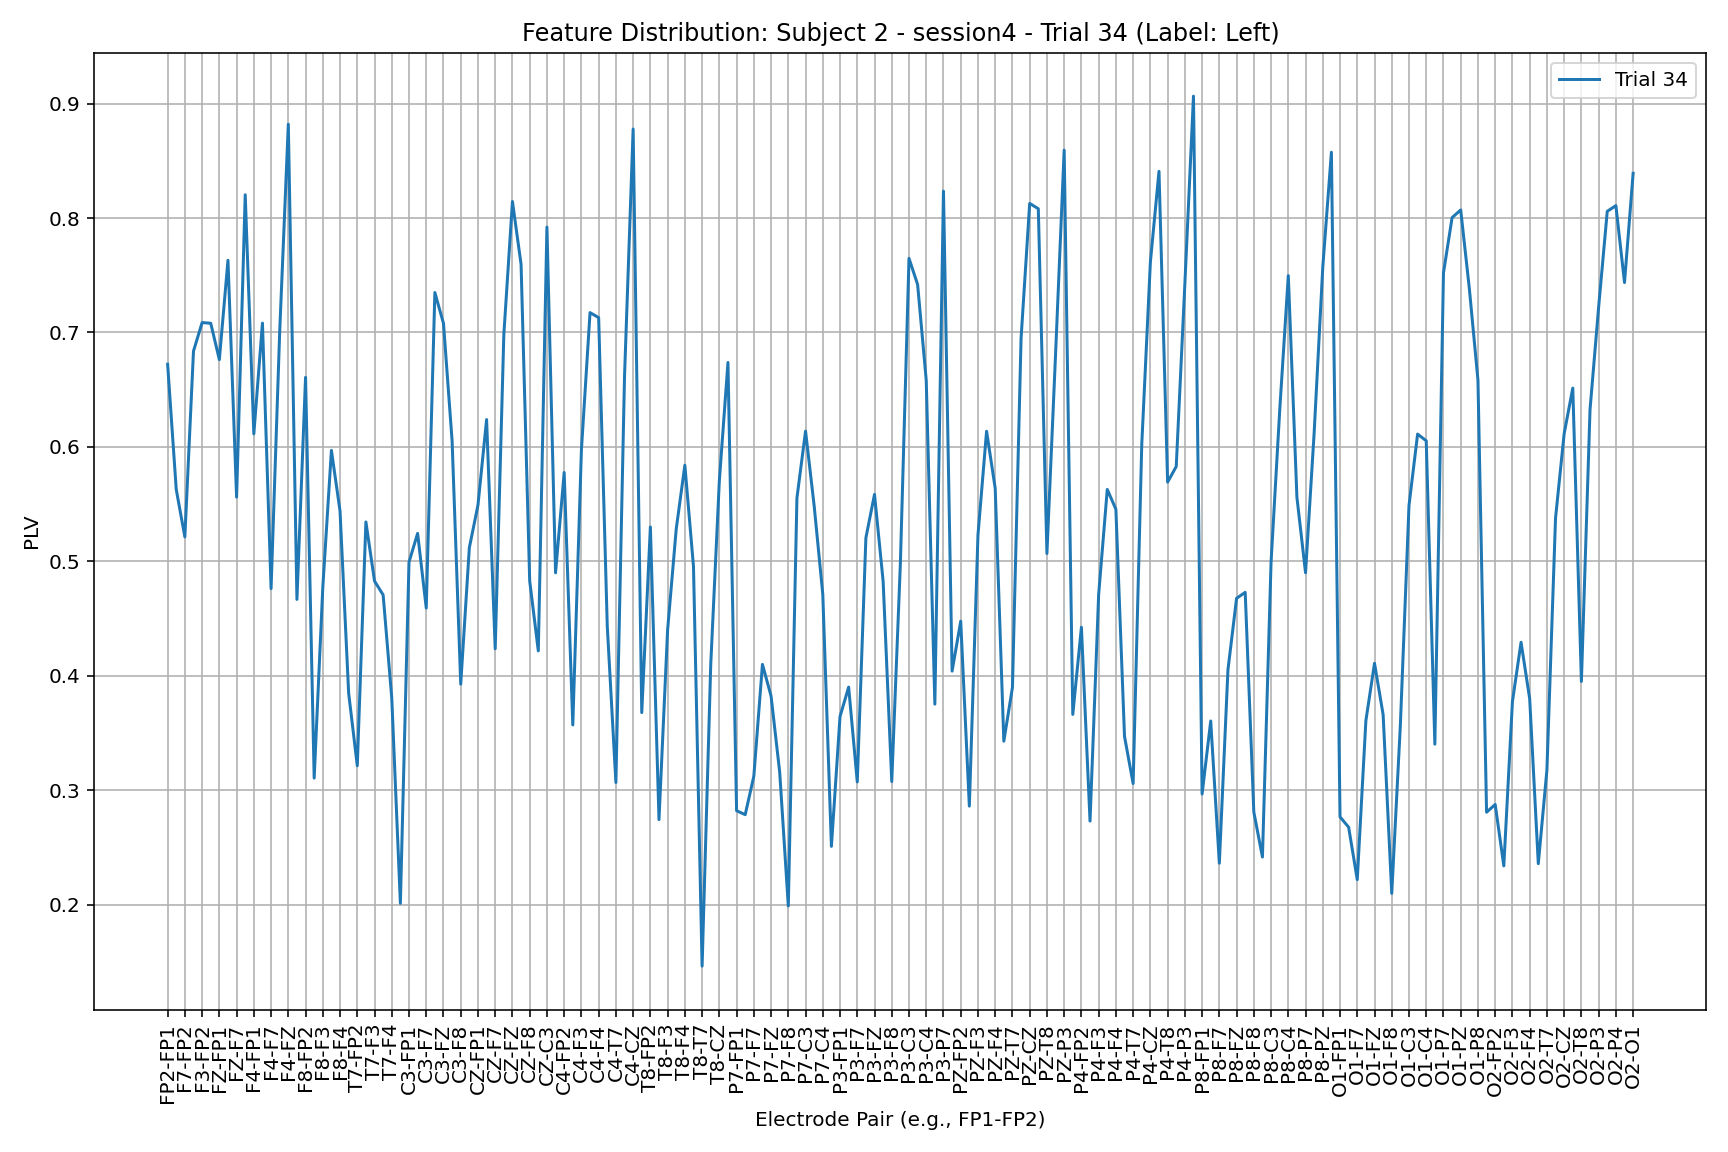 Feature Distribution: Subject 2 - session4 - Trial 34 (Label: Left)
Trial 34
PLV
0.9
0.8
0.7
0.6
0.5
0.4
0.3
0.2
FP2-FP1
F7-FP2
F3-FP2
FZ-FP1
FZ-F7
F4-FP1
F4-F7
F4-FZ
F8-FP2
F8-F3
F8-F4
T7-FP2
T7-F3
T7-F4
C3-FP1
C3-F7
C3-FZ
C3-F8
CZ-FP1
CZ-F7
CZ-FZ
CZ-F8
CZ-C3
C4-FP2
C4-F3
C4-F4
C4-T7
C4-CZ
T8-FP2
T8-F3
T8-F4
T8-T7
T8-CZ
P7-FP1
P7-F7
P7-FZ
P7-F8
P7-C3
P7-C4
P3-FP1
P3-F7
P3-FZ
P3-F8
P3-C3
P3-C4
P3-P7
PZ-FP2
PZ-F3
PZ-F4
PZ-T7
PZ-CZ
PZ-T8
PZ-P3
P4-FP2
P4-F3
P4-F4
P4-T7
P4-CZ
P4-T8
P4-P3
P8-FP1
P8-F7
P8-FZ
P8-F8
P8-C3
P8-C4
P8-P7
P8-PZ
O1-FP1
O1-F7
O1-FZ
O1-F8
O1-C3
O1-C4
O1-P7
O1-PZ
O1-P8
O2-FP2
O2-F3
O2-F4
O2-T7
O2-CZ
O2-T8
O2-P3
O2-P4
O2-O1
Electrode Pair (e.g., FP1-FP2)